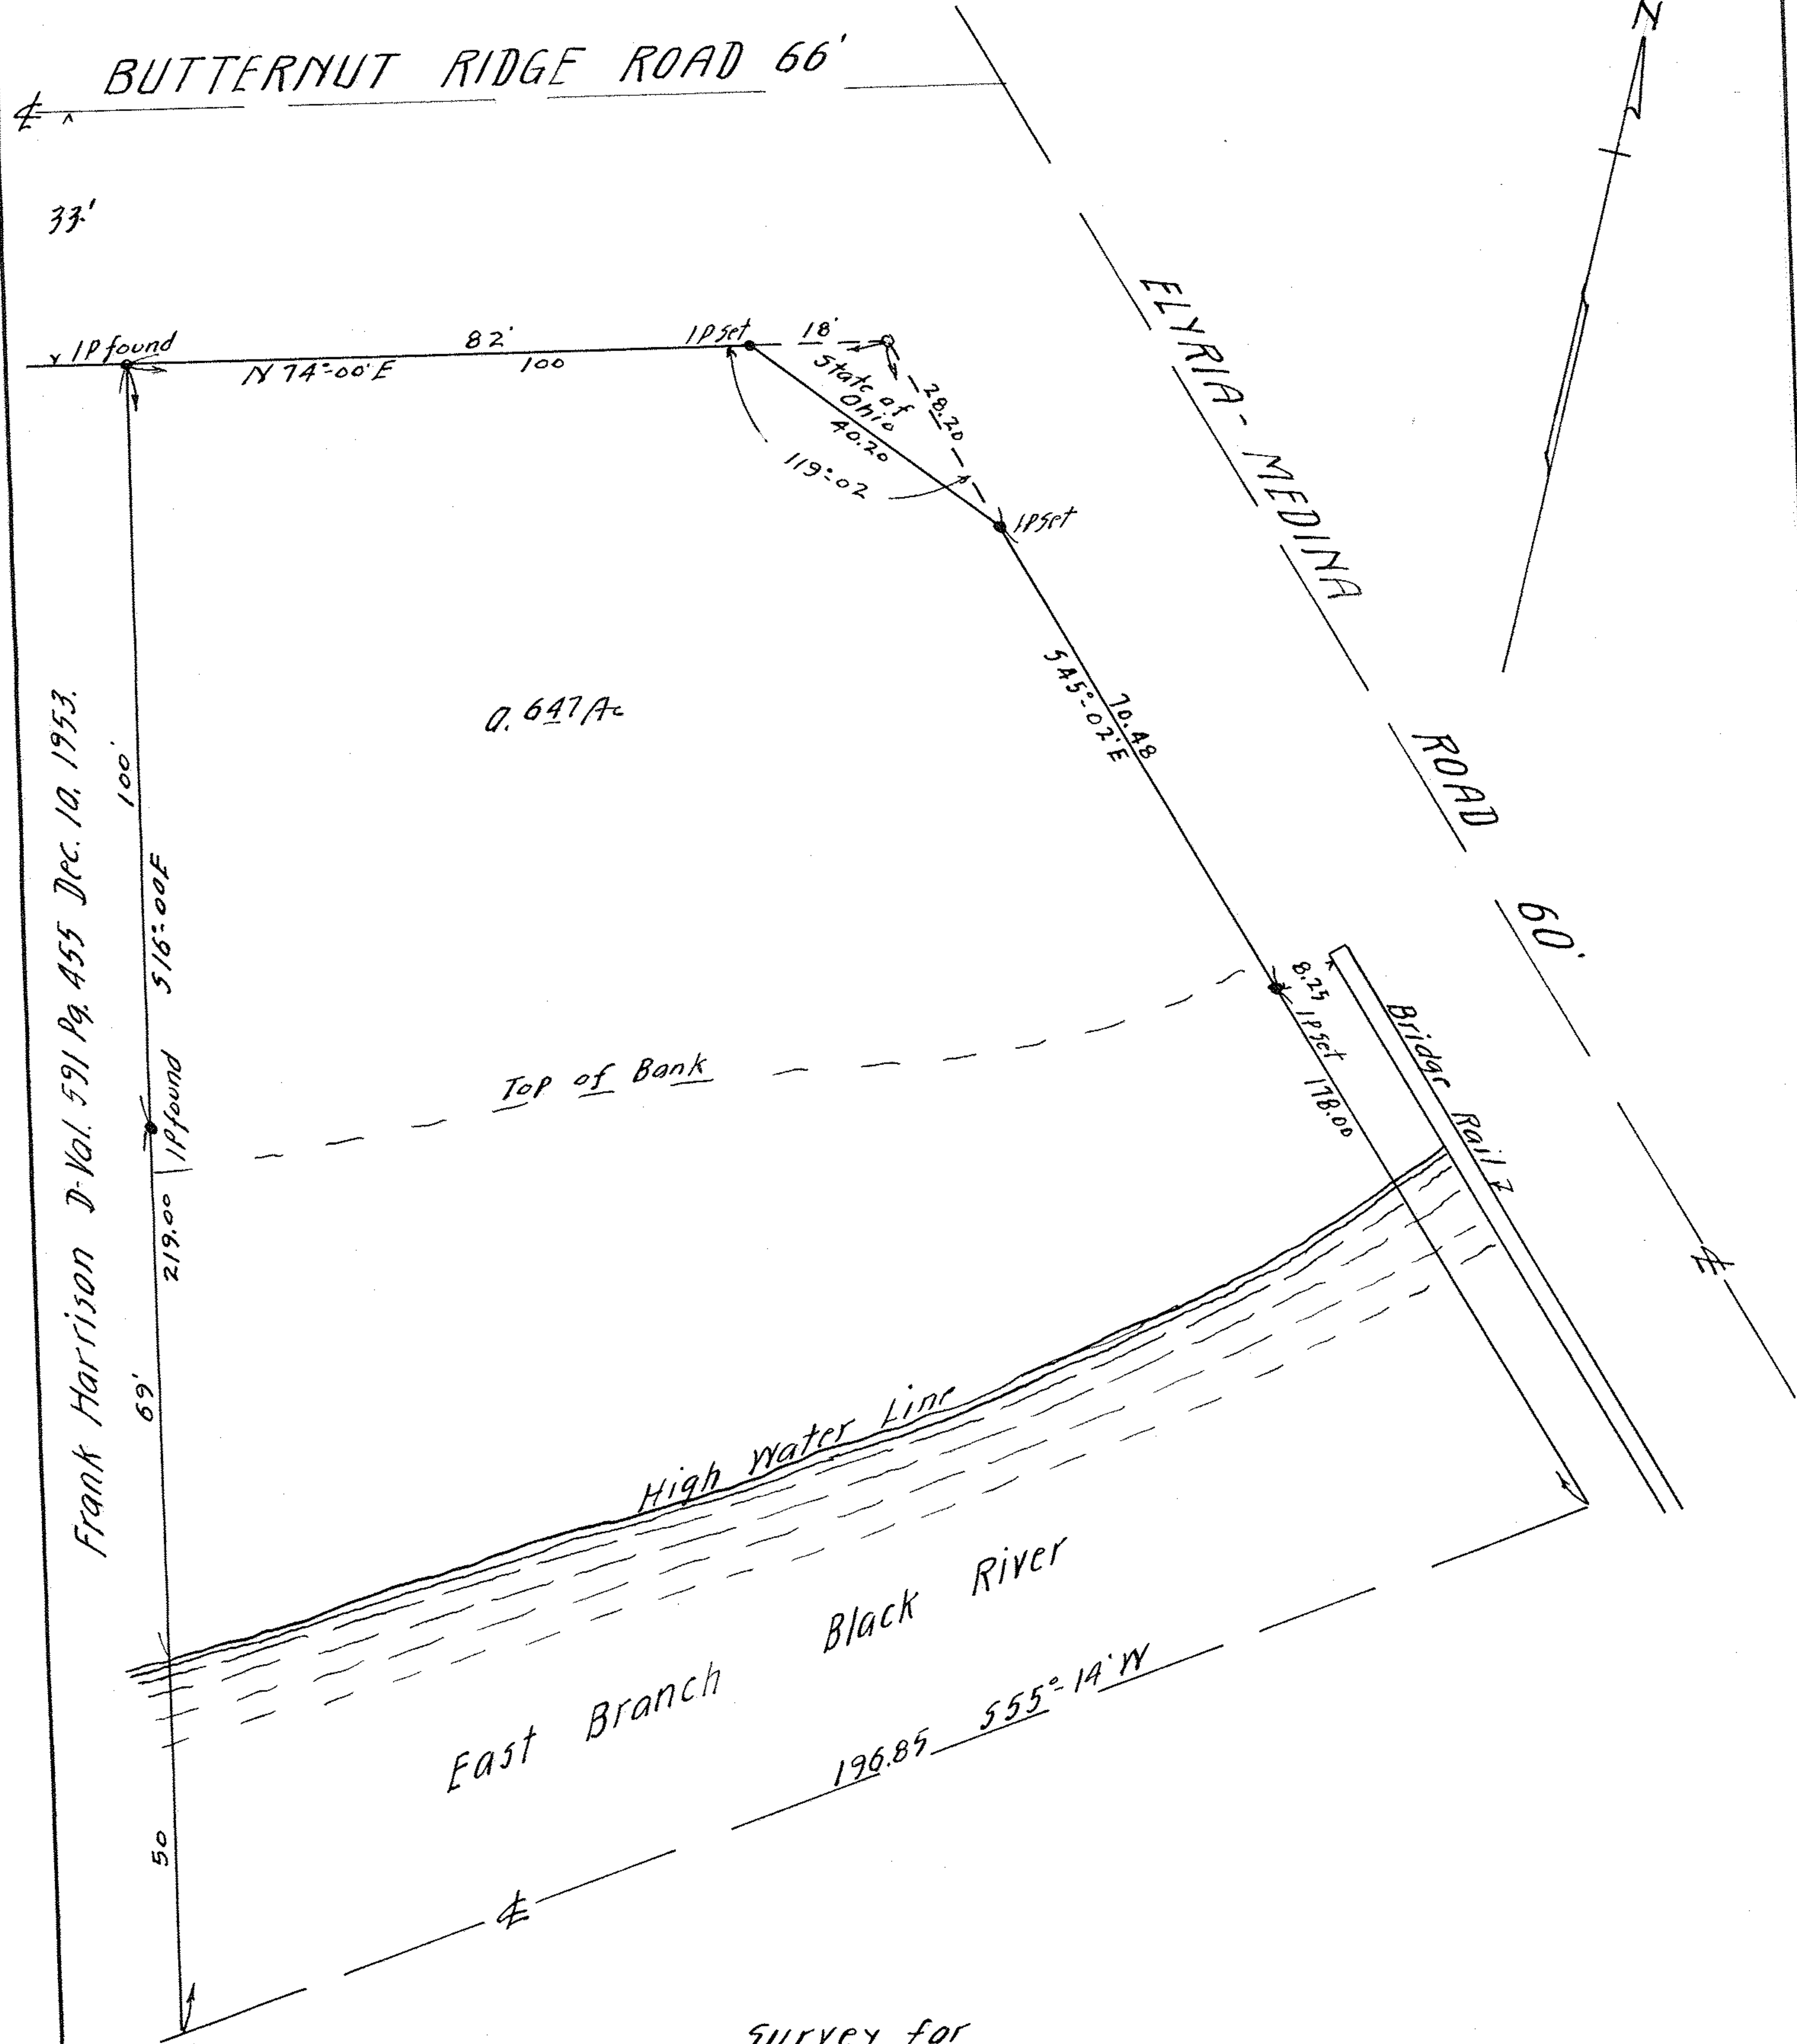 N
BUTTERNUT RIDGE ROAD 66'
℄
33'
IP found
82'
N 74°-00' E
100
IP set
18'
State of
Ohio
28.20
40.20
119°-02
IP set
ELYRIA-MEDINA ROAD 60'
℄
70.48
S 45°-02' E
0.647 Ac
100'
S 16°-00 E
Frank Harrison D-Vol. 591 Pg. 455 Dec. 10, 1953.
IP found
Top of Bank
8.25
IP set
178.00
Bridge Rail
219.00
69'
High Water Line
East Branch Black River
50
196.85 S 55°-14' W
℄
Survey for